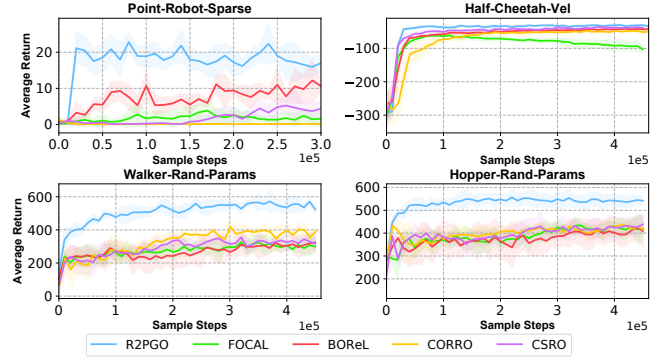 Point-Robot-Sparse
Half-Cheetah-Vel
Average Return
20
10
0
0.0 0.5 1.0 1.5 2.0 2.5 3.0
Sample Steps
1e5
−100
−200
−300
0 1 2 3 4
Sample Steps
1e5
Walker-Rand-Params
Hopper-Rand-Params
Average Return
600
400
200
0
0 1 2 3 4
Sample Steps
1e5
600
500
400
300
200
0 1 2 3 4
Sample Steps
1e5
R2PGO FOCAL BOReL CORRO CSRO